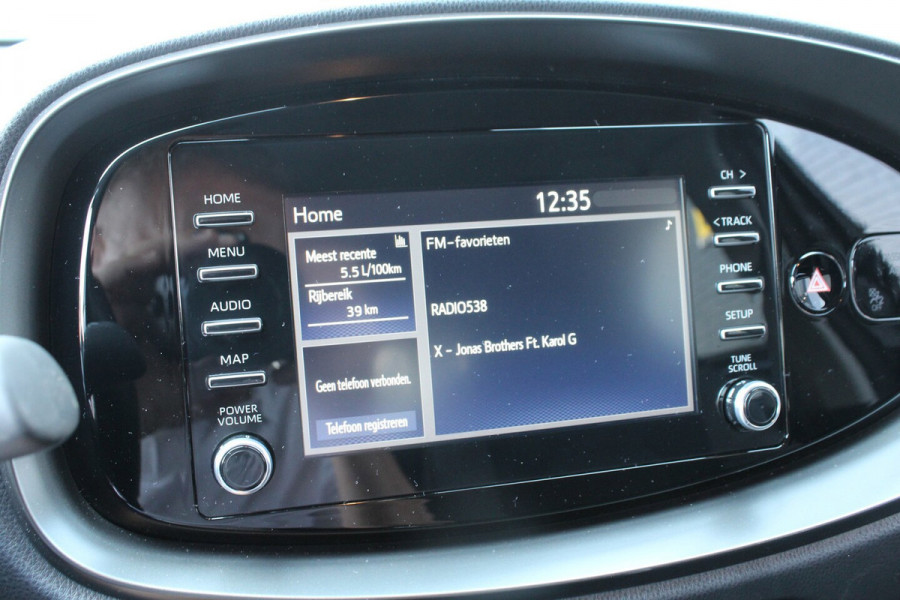 HOME
MENU
AUDIO
MAP
POWER
VOLUME
Home
12:35
Meest recente
5.5 L/100km
Rijbereik
39 km
Geen telefoon verbonden.
Telefoon registreren
FM-favorieten
RADIO538
X - Jonas Brothers Ft. Karol G
CH >
< TRACK
PHONE
SETUP
TUNE
SCROLL
OFF